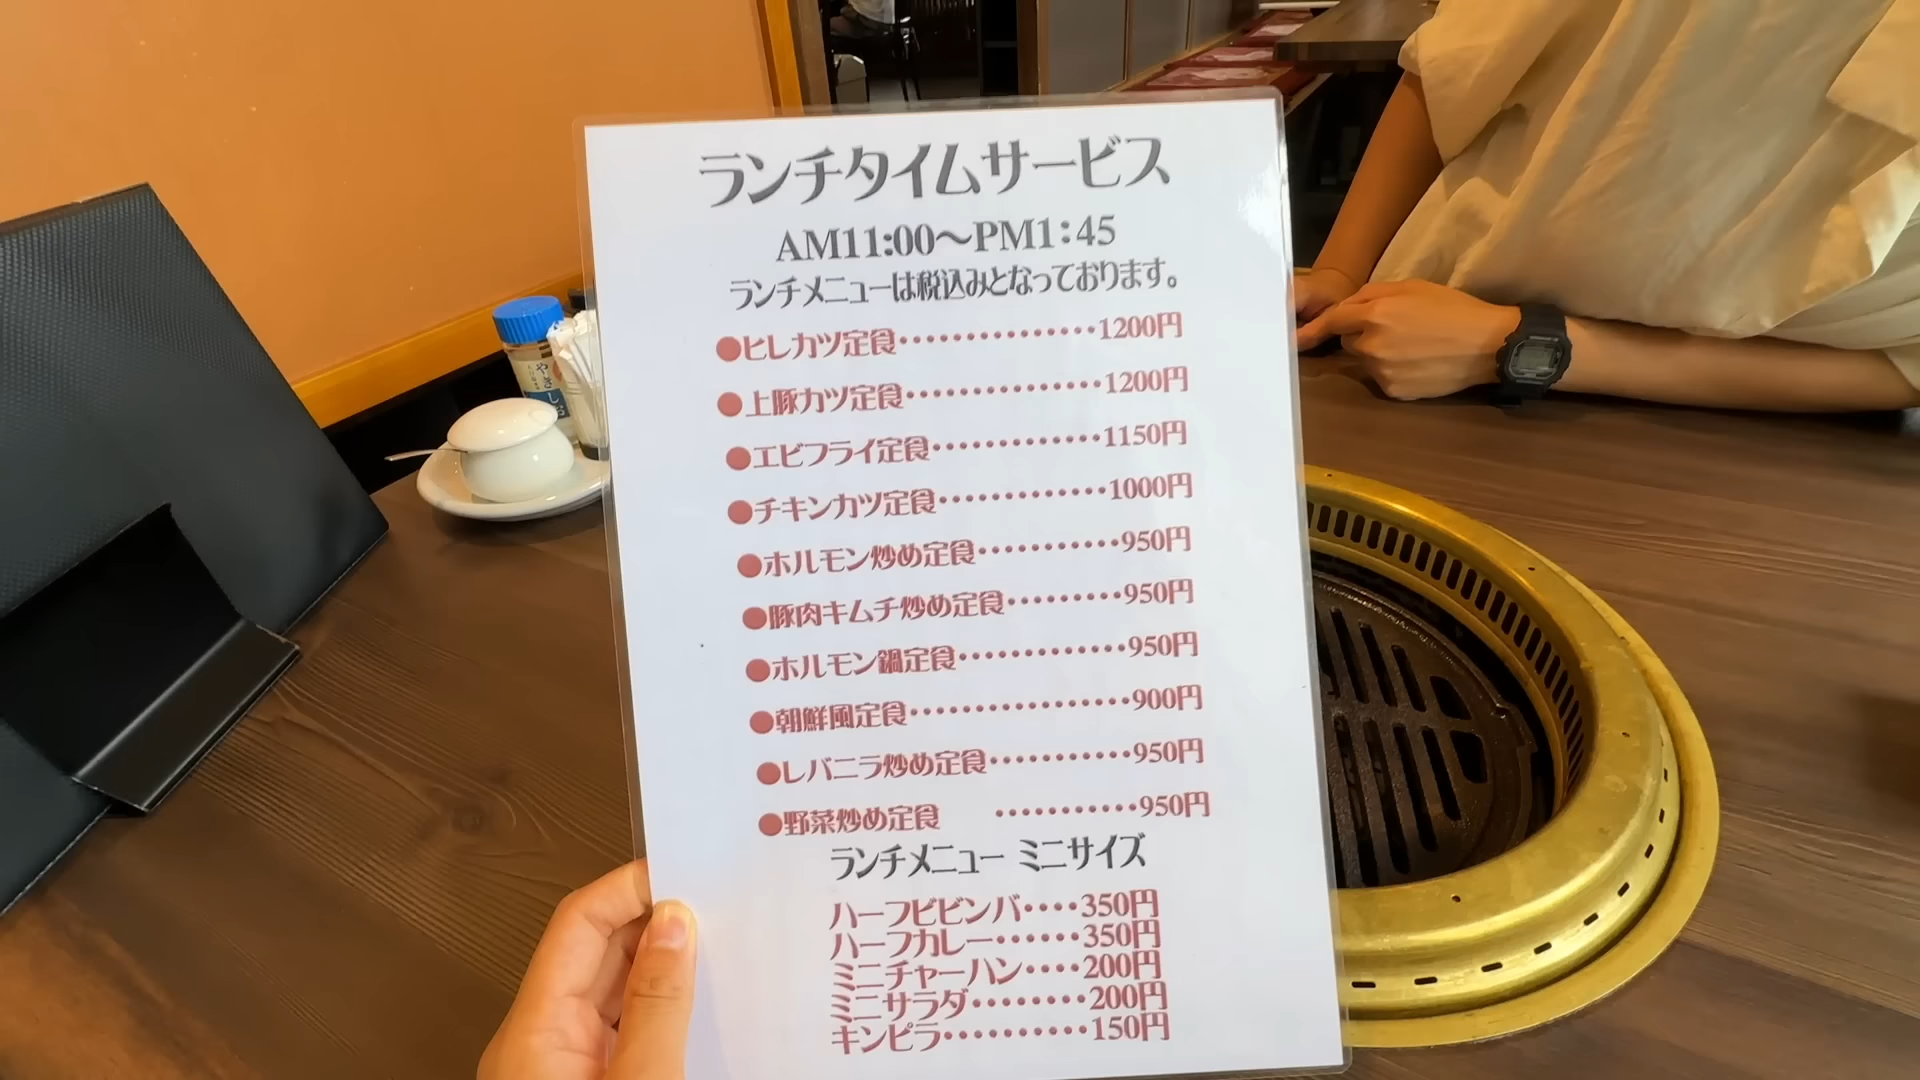 ランチタイムサービス
AM11:00～PM1:45
ランチメニューは税込みとなっております。
●ヒレカツ定食・・・・・・・・・・・・・・・1200円
●上豚カツ定食・・・・・・・・・・・・・・・1200円
●エビフライ定食・・・・・・・・・・・・・1150円
●チキンカツ定食・・・・・・・・・・・・・1000円
●ホルモン炒め定食・・・・・・・・・・・950円
●豚肉キムチ炒め定食・・・・・・・・・950円
●ホルモン鍋定食・・・・・・・・・・・・・950円
●朝鮮風定食・・・・・・・・・・・・・・・・・900円
●レバニラ炒め定食・・・・・・・・・・・950円
●野菜炒め定食　　・・・・・・・・・・・950円
ランチメニュー ミニサイズ
ハーフビビンバ・・・・350円
ハーフカレー・・・・・・350円
ミニチャーハン・・・・200円
ミニサラダ・・・・・・・・200円
キンピラ・・・・・・・・・・・150円